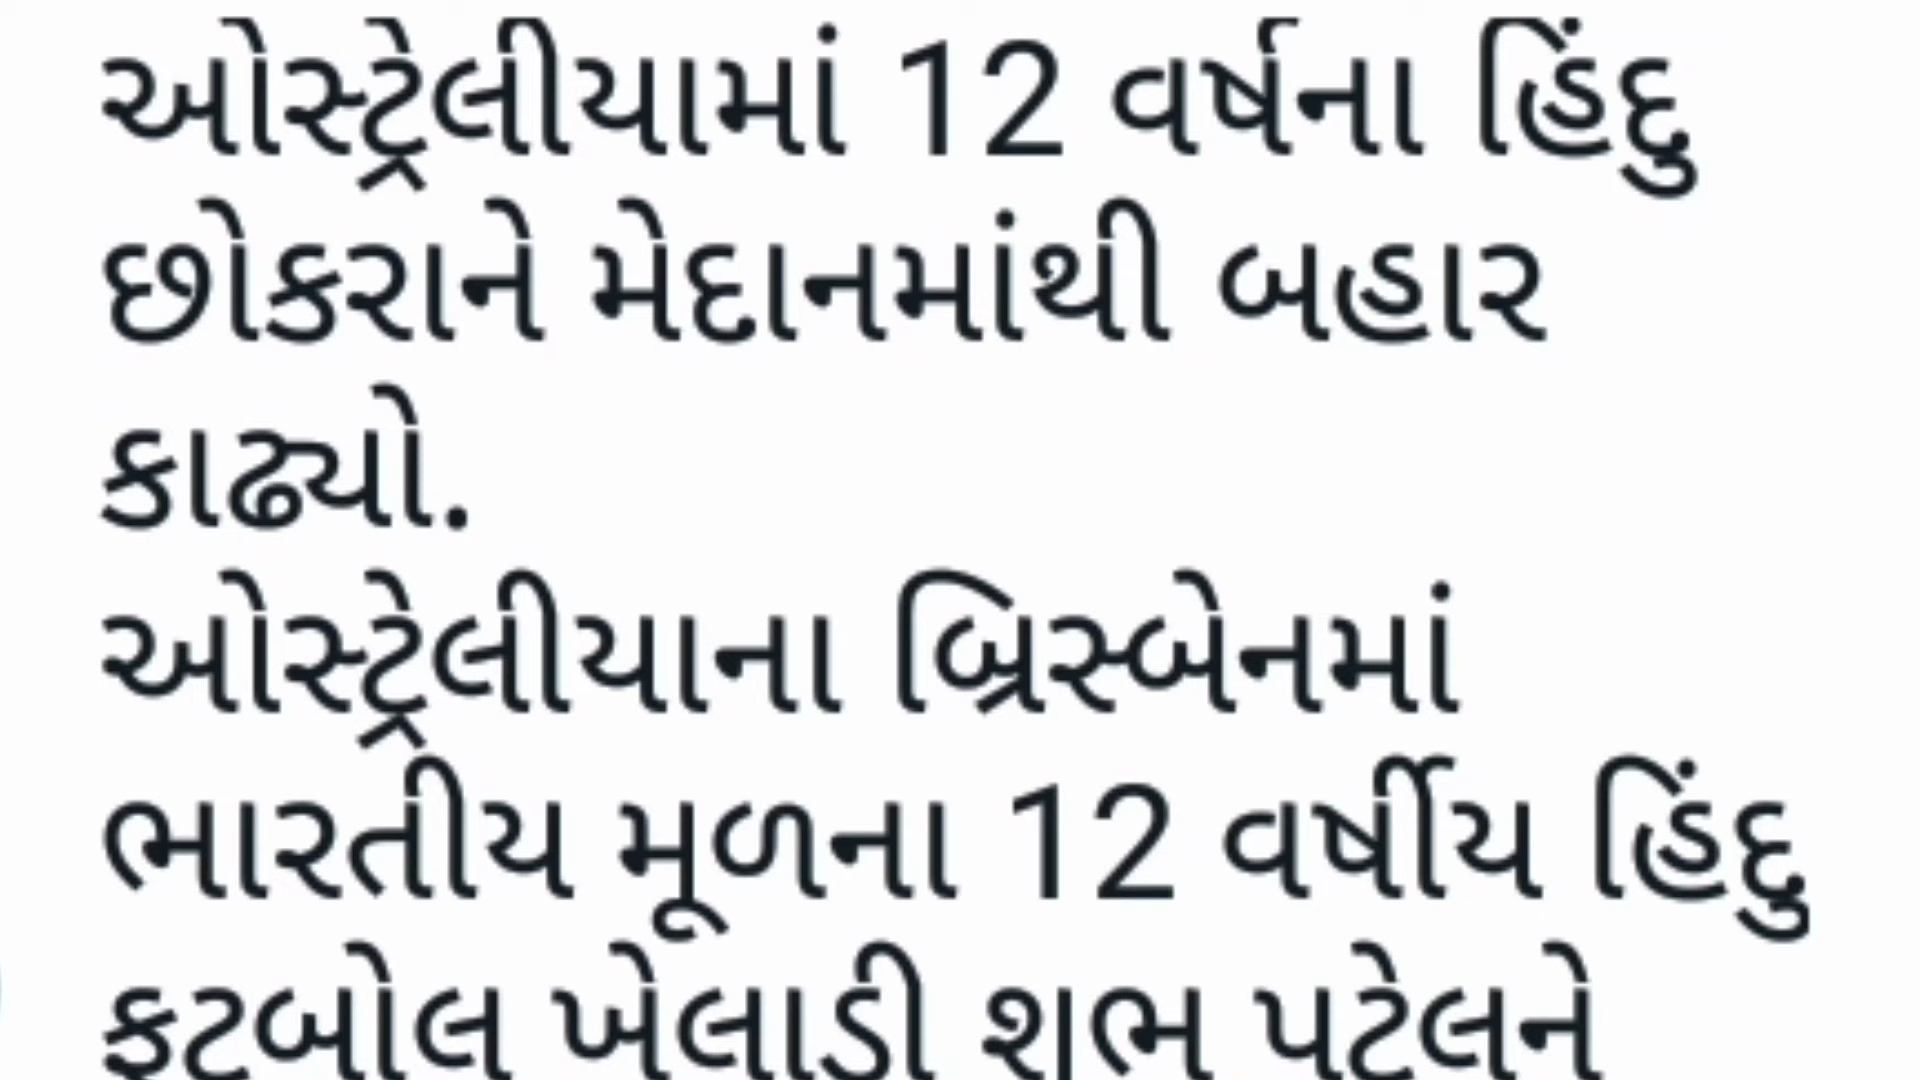 ઓસ્ટ્રેલીયામાં 12 વર્ષના હિંદુ
છોકરાને મેદાનમાંથી બહાર
કાઢ્યો.
ઓસ્ટ્રેલીયાના બ્રિસ્બેનમાં
ભારતીય મૂળના 12 વર્ષીય હિંદુ
ફટબોલ ખેલાડી શભ પટેલને